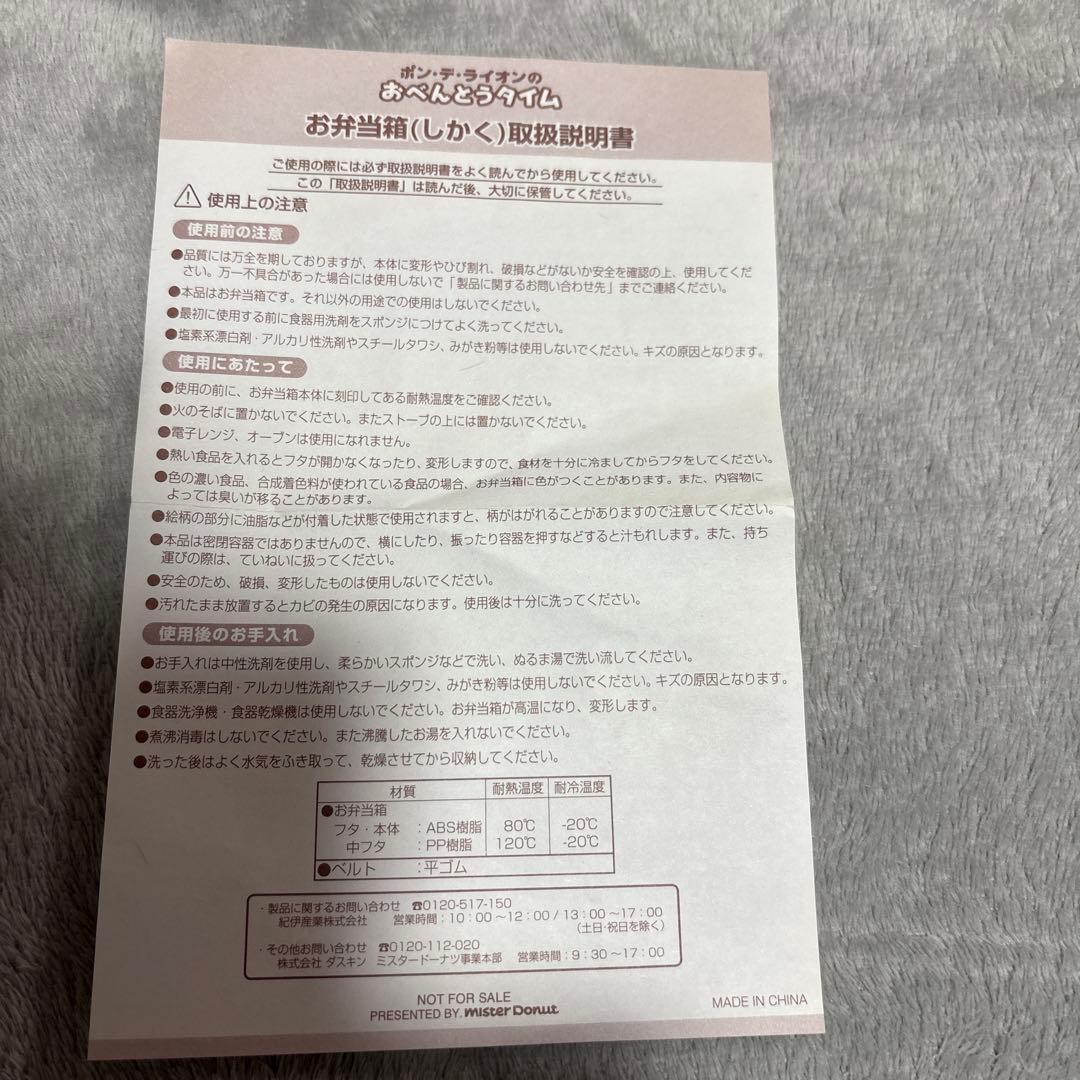 ポン・デ・ライオンの
おべんとうタイム
お弁当箱(しかく)取扱説明書
ご使用の際には必ず取扱説明書をよく読んでから使用してください。
この「取扱説明書」は読んだ後、大切に保管してください。
使用上の注意
使用前の注意
●品質には万全を期しておりますが、本体に変形やひび割れ、破損などがないか安全を確認の上、使用してくだ
さい。万一不具合があった場合には使用しないで「製品に関するお問い合わせ先」までご連絡ください。
●本品はお弁当箱です。それ以外の用途での使用はしないでください。
●最初に使用する前に食器用洗剤をスポンジにつけてよく洗ってください。
●塩素系漂白剤・アルカリ性洗剤やスチールタワシ、みがき粉等は使用しないでください。キズの原因となります。
使用にあたって
●使用の前に、お弁当箱本体に刻印してある耐熱温度をご確認ください。
●火のそばに置かないでください。またストーブの上には置かないでください。
●電子レンジ、オーブンは使用になれません。
●熱い食品を入れるとフタが開かなくなったり、変形しますので、食材を十分に冷ましてからフタをしてください。
●色の濃い食品、合成着色料が使われている食品の場合、お弁当箱に色がつくことがあります。また、内容物に
よっては臭いが移ることがあります。
●絵柄の部分に油脂などが付着した状態で使用されますと、柄がはがれることがありますので注意してください。
●本品は密閉容器ではありませんので、横にしたり、振ったり容器を押すなどすると汁もれします。また、持ち
運びの際は、ていねいに扱ってください。
●安全のため、破損、変形したものは使用しないでください。
●汚れたまま放置するとカビの発生の原因になります。使用後は十分に洗ってください。
使用後のお手入れ
●お手入れは中性洗剤を使用し、柔らかいスポンジなどで洗い、ぬるま湯で洗い流してください。
●塩素系漂白剤・アルカリ性洗剤やスチールタワシ、みがき粉等は使用しないでください。キズの原因となります。
●食器洗浄機・食器乾燥機は使用しないでください。お弁当箱が高温になり、変形します。
●煮沸消毒はしないでください。また沸騰したお湯を入れないでください。
●洗った後はよく水気をふき取って、乾燥させてから収納してください。
材質 耐熱温度 耐冷温度
●お弁当箱
フタ・本体 :ABS樹脂 80℃ -20℃
中フタ :PP樹脂 120℃ -20℃
●ベルト :平ゴム
・製品に関するお問い合わせ ☎0120-517-150
紀伊産業株式会社 営業時間:10:00~12:00/13:00~17:00
(土日・祝日を除く)
・その他お問い合わせ ☎0120-112-020
株式会社 ダスキン ミスタードーナツ事業本部 営業時間:9:30~17:00
NOT FOR SALE
PRESENTED BY. mister Donut
MADE IN CHINA